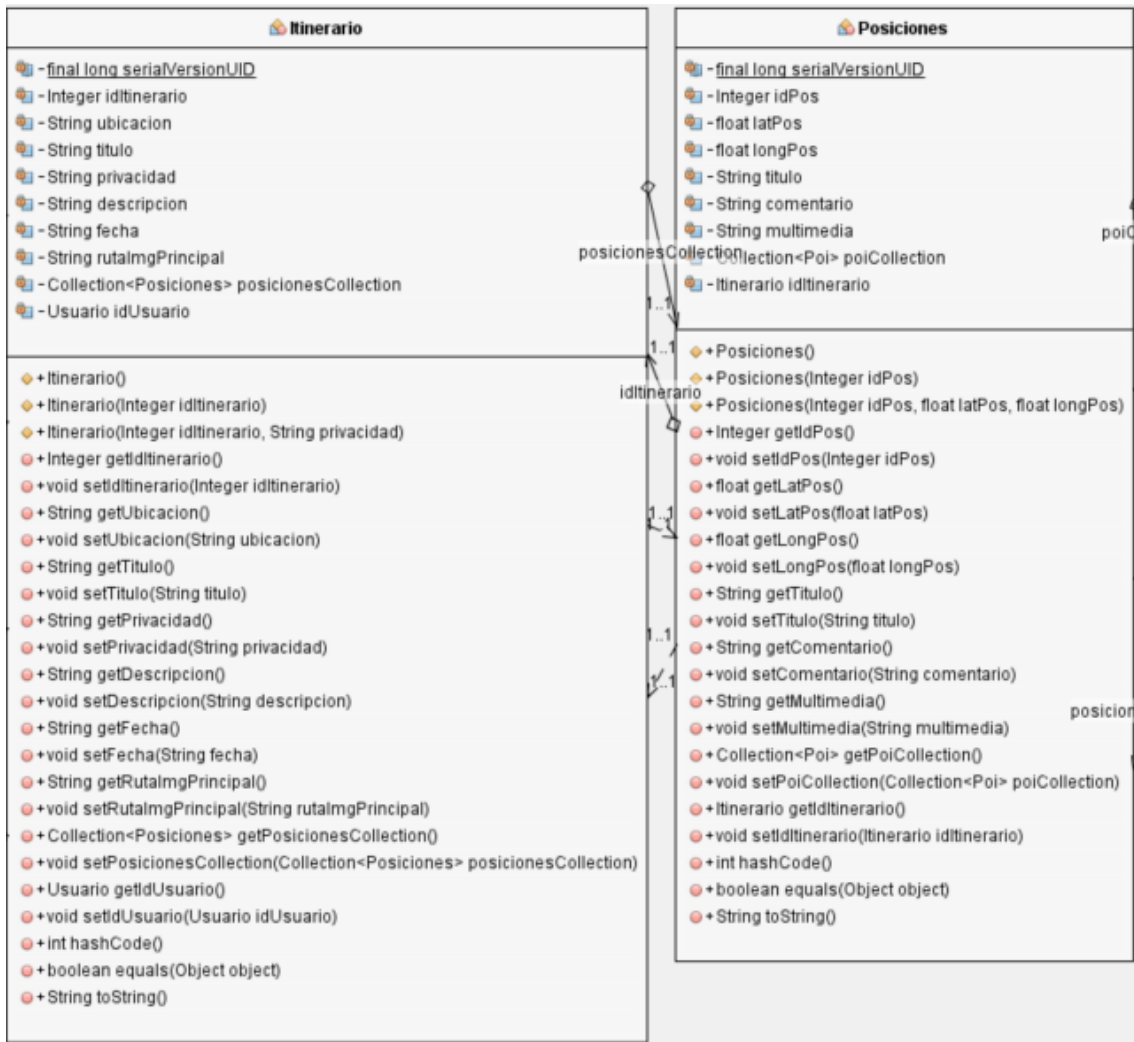 Itinerario
- final long serialVersionUID
- Integer idItinerario
- String ubicacion
- String titulo
- String privacidad
- String descripcion
- String fecha
- String rutaImgPrincipal
- Collection<Posiciones> posicionesCollection
- Usuario idUsuario
+ Itinerario()
+ Itinerario(Integer idItinerario)
+ Itinerario(Integer idItinerario, String privacidad)
+ Integer getIdItinerario()
+ void setIdItinerario(Integer idItinerario)
+ String getUbicacion()
+ void setUbicacion(String ubicacion)
+ String getTitulo()
+ void setTitulo(String titulo)
+ String getPrivacidad()
+ void setPrivacidad(String privacidad)
+ String getDescripcion()
+ void setDescripcion(String descripcion)
+ String getFecha()
+ void setFecha(String fecha)
+ String getRutaImgPrincipal()
+ void setRutaImgPrincipal(String rutaImgPrincipal)
+ Collection<Posiciones> getPosicionesCollection()
+ void setPosicionesCollection(Collection<Posiciones> posicionesCollection)
+ Usuario getIdUsuario()
+ void setIdUsuario(Usuario idUsuario)
+ int hashCode()
+ boolean equals(Object object)
+ String toString()
posicionesCollection
1..1
1..1
idItinerario
1..1
1..1
1..1
Posiciones
- final long serialVersionUID
- Integer idPos
- float latPos
- float longPos
- String titulo
- String comentario
- String multimedia
Collection<Poi> poiCollection
- Itinerario idItinerario
+ Posiciones()
+ Posiciones(Integer idPos)
+ Posiciones(Integer idPos, float latPos, float longPos)
+ Integer getIdPos()
+ void setIdPos(Integer idPos)
+ float getLatPos()
+ void setLatPos(float latPos)
+ float getLongPos()
+ void setLongPos(float longPos)
+ String getTitulo()
+ void setTitulo(String titulo)
+ String getComentario()
+ void setComentario(String comentario)
+ String getMultimedia()
+ void setMultimedia(String multimedia)
+ Collection<Poi> getPoiCollection()
+ void setPoiCollection(Collection<Poi> poiCollection)
+ Itinerario getIdItinerario()
+ void setIdItinerario(Itinerario idItinerario)
+ int hashCode()
+ boolean equals(Object object)
+ String toString()
poiC
posicion